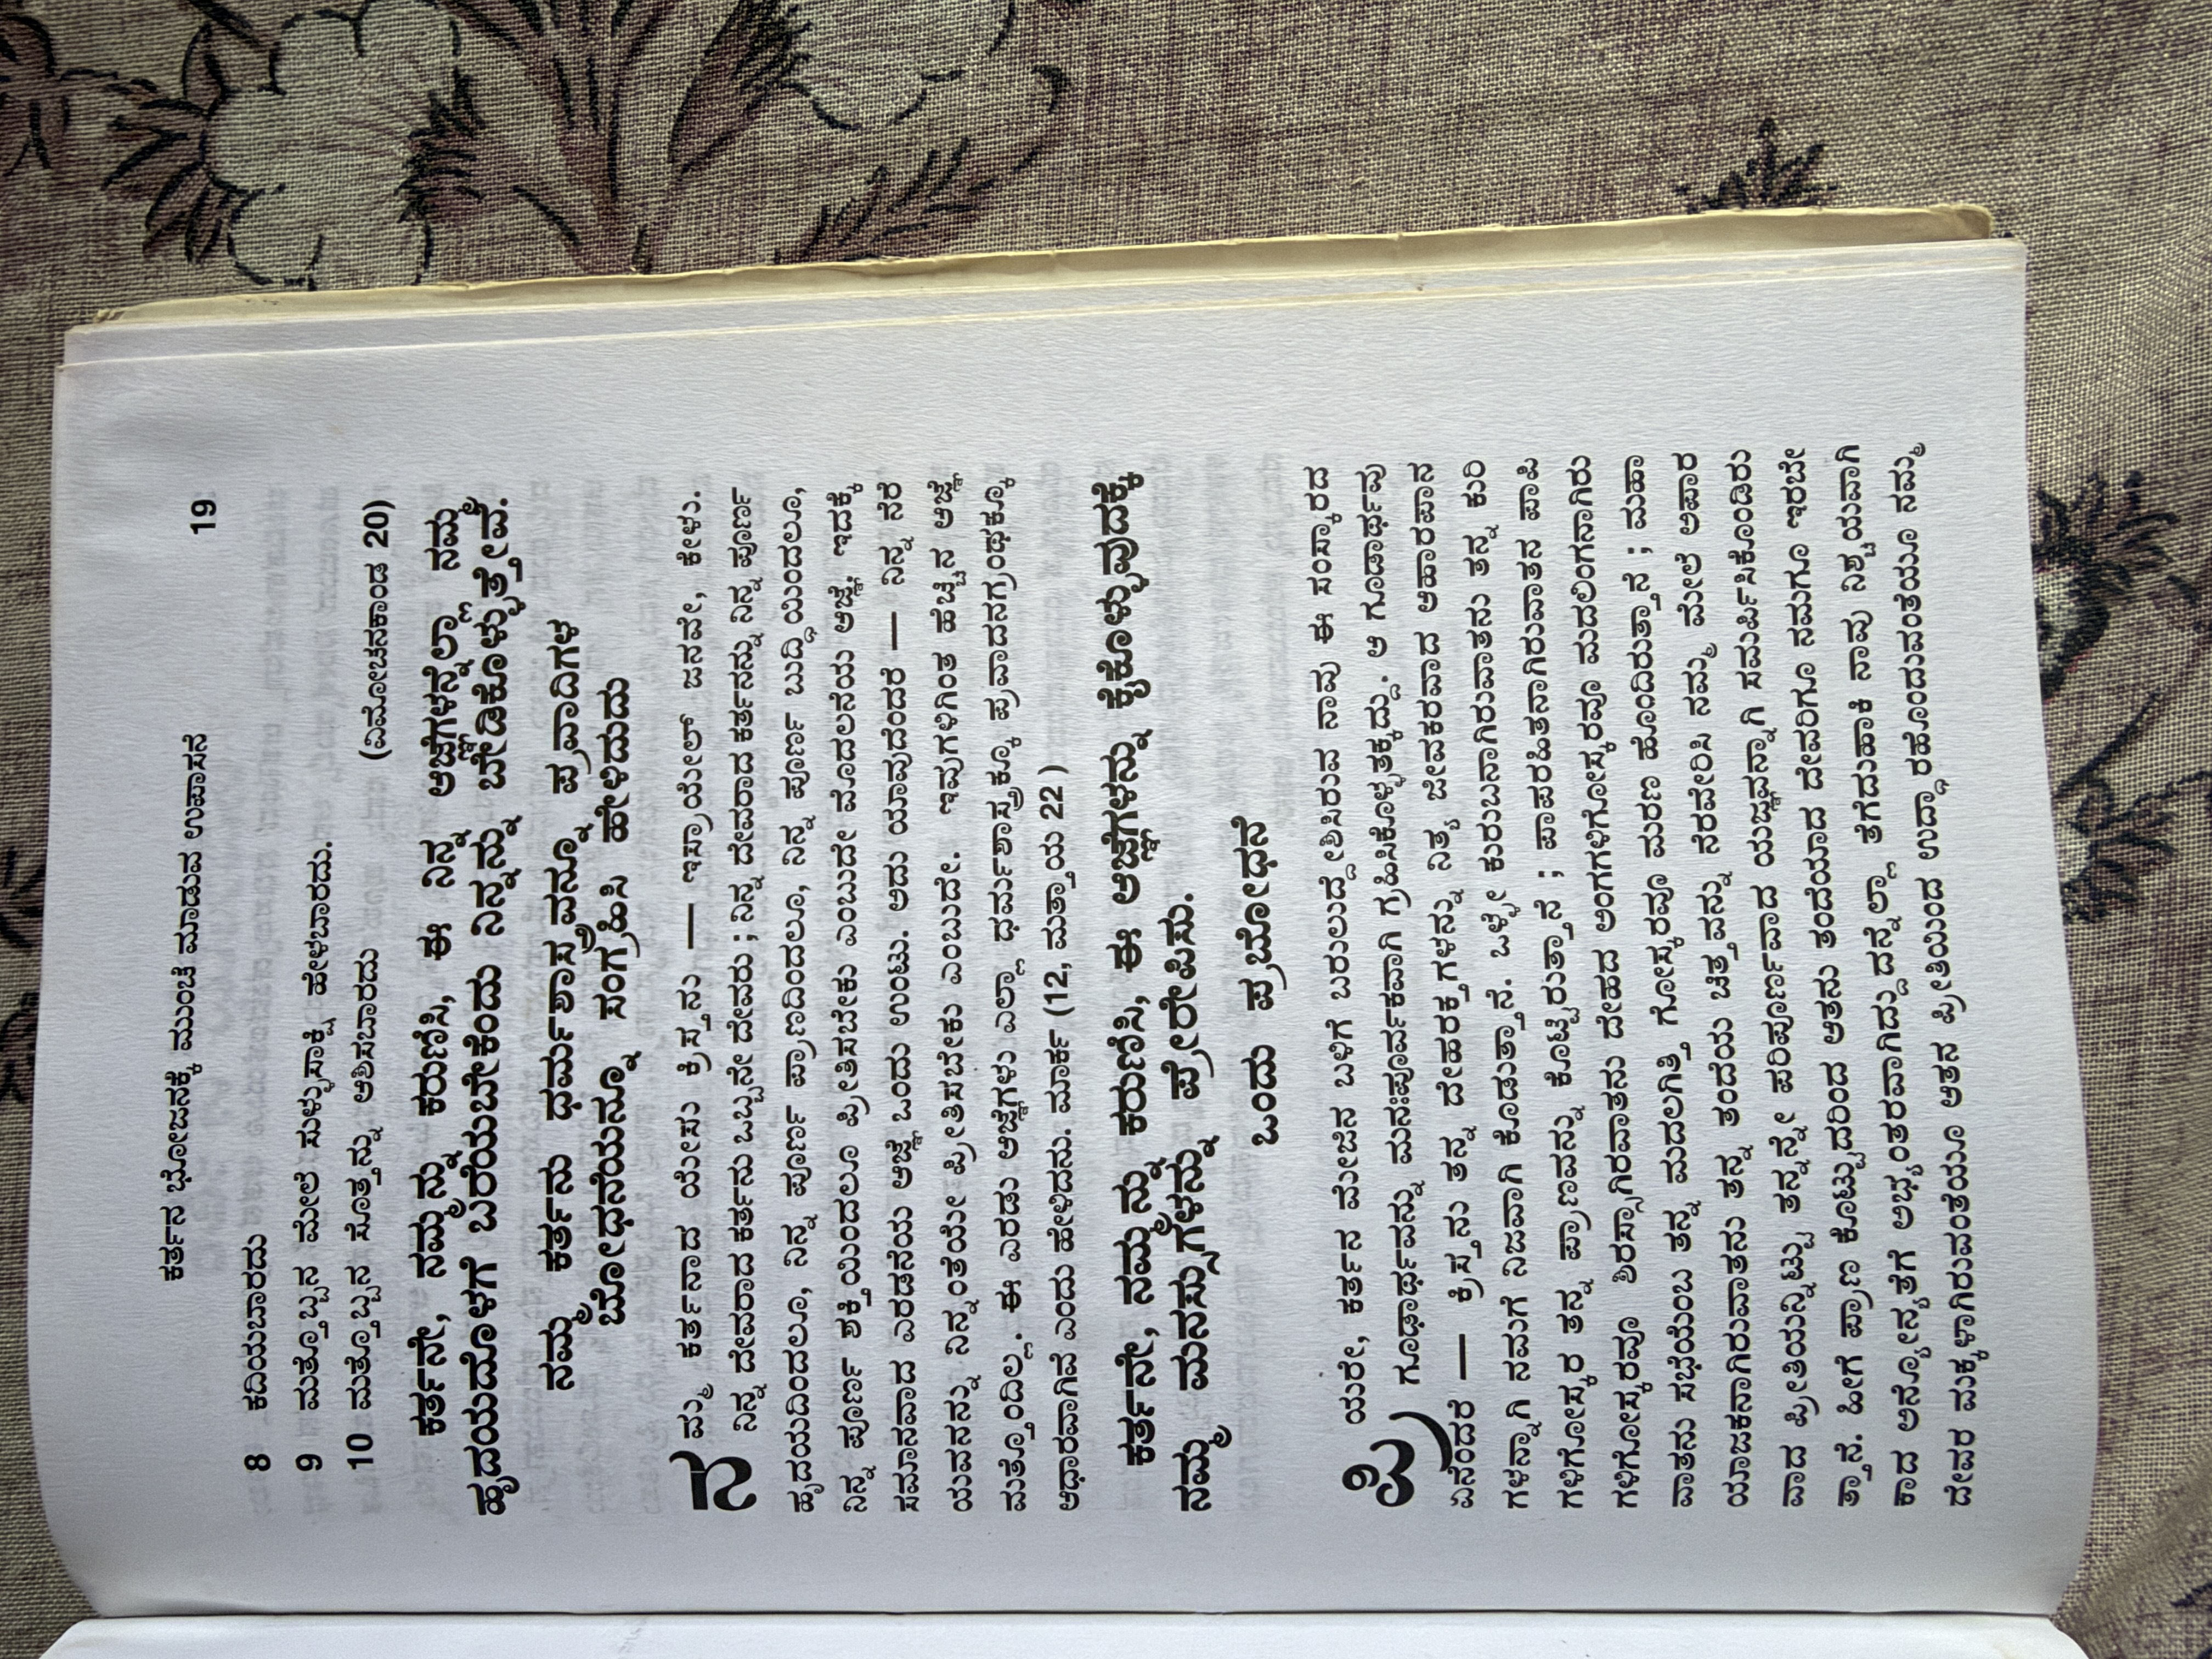 ಕರ್ತನ ಭೋಜನಕ್ಕೆ ಮುಂಚೆ ಮಾಡುವ ಉಪಾಸನೆ 19
8 ಕದಿಯಬಾರದು
9 ಮತ್ತೊಬ್ಬನ ಮೇಲೆ ಸುಳ್ಳುಸಾಕ್ಷಿ ಹೇಳಬಾರದು.
10 ಮತ್ತೊಬ್ಬನ ಸೊತ್ತನ್ನು ಆಶಿಸಬಾರದು (ವಿಮೋಚನಕಾಂಡ 20)
ಕರ್ತನೇ, ನಮ್ಮನ್ನು ಕರುಣಿಸಿ, ಈ ನಿನ್ನ ಆಜ್ಞೆಗಳನ್ನೆಲ್ಲಾ ನಮ್ಮ
ಹೃದಯದೊಳಗೆ ಬರೆಯಬೇಕೆಂದು ನಿನ್ನನ್ನು ಬೇಡಿಕೊಳ್ಳುತ್ತೇವೆ.
ನಮ್ಮ ಕರ್ತನು ಧರ್ಮಶಾಸ್ತ್ರವನ್ನೂ ಪ್ರವಾದಿಗಳ
ಬೋಧನೆಯನ್ನೂ ಸಂಗ್ರಹಿಸಿ ಹೇಳಿದುದು
ನಮ್ಮ ಕರ್ತನಾದ ಯೇಸು ಕ್ರಿಸ್ತನು — ಇಸ್ರಾಯೇಲ್ ಜನವೇ, ಕೇಳು.
ನಿನ್ನ ದೇವರಾದ ಕರ್ತನು ಒಬ್ಬನೇ ದೇವರು ; ನಿನ್ನ ದೇವರಾದ ಕರ್ತನನ್ನು ನಿನ್ನ ಪೂರ್ಣ
ಹೃದಯದಿಂದಲೂ, ನಿನ್ನ ಪೂರ್ಣ ಪ್ರಾಣದಿಂದಲೂ, ನಿನ್ನ ಪೂರ್ಣ ಬುದ್ಧಿಯಿಂದಲೂ,
ನಿನ್ನ ಪೂರ್ಣ ಶಕ್ತಿಯಿಂದಲೂ ಪ್ರೀತಿಸಬೇಕು ಎಂಬುದೇ ಮೊದಲನೆಯ ಆಜ್ಞೆ. ಇದಕ್ಕೆ
ಸಮಾನವಾದ ಎರಡನೆಯ ಆಜ್ಞೆ ಒಂದು ಉಂಟು. ಅದು ಯಾವುದೆಂದರೆ — ನಿನ್ನ ನೆರೆ
ಯವನನ್ನು ನಿನ್ನಂತೆಯೇ ಪ್ರೀತಿಸಬೇಕು ಎಂಬುದೇ. ಇವುಗಳಿಗಿಂತ ಹೆಚ್ಚಿನ ಆಜ್ಞೆ
ಮತ್ತೊಂದಿಲ್ಲ. ಈ ಎರಡು ಆಜ್ಞೆಗಳು ಎಲ್ಲಾ ಧರ್ಮಶಾಸ್ತ್ರಕ್ಕೂ ಪ್ರವಾದನಗ್ರಂಥಕ್ಕೂ
ಆಧಾರವಾಗಿವೆ ಎಂದು ಹೇಳಿದನು. ಮಾರ್ಕ (12, ಮತ್ತಾಯ 22 )
ಕರ್ತನೇ, ನಮ್ಮನ್ನು ಕರುಣಿಸಿ, ಈ ಆಜ್ಞೆಗಳನ್ನು ಕೈಕೊಳ್ಳುವುದಕ್ಕೆ
ನಮ್ಮ ಮನಸ್ಸುಗಳನ್ನು ಪ್ರೇರೇಪಿಸು.
ಒಂದು ಪ್ರಬೋಧನೆ
ಪ್ರಿಯರೇ, ಕರ್ತನ ಮೇಜಿನ ಬಳಿಗೆ ಬರುಲುದ್ದೇಶಿಸಿರುವ ನಾವು ಈ ಸಂಸ್ಕಾರದ
ಗೂಢಾರ್ಥವನ್ನು ಮನಃಪೂರ್ವಕವಾಗಿ ಗ್ರಹಿಸಿಕೊಳ್ಳತಕ್ಕದ್ದು. ಆ ಗೂಡಾರ್ಥವು
ಏನೆಂದರೆ — ಕ್ರಿಸ್ತನು ತನ್ನ ದೇಹರಕ್ತಗಳನ್ನು ನಿತ್ಯ ಜೀವಕರವಾದ ಆಹಾರಪಾನ
ಗಳನ್ನಾಗಿ ನಮಗೆ ನಿಜವಾಗಿ ಕೊಡುತ್ತಾನೆ. ಒಳ್ಳೇ ಕುರುಬನಾಗಿರುವಾತನು ತನ್ನ ಕುರಿ
ಗಳಿಗೋಸ್ಕರ ತನ್ನ ಪ್ರಾಣವನ್ನು ಕೊಟ್ಟಿರುತ್ತಾನೆ ; ಪಾಪರಹಿತನಾಗಿರುವಾತನ ಪಾಪಿ
ಗಳಿಗೋಸ್ಕರವೂ ಶಿರಸ್ಸಾಗಿರವಾತನು ದೇಹದ ಅಂಗಗಳಿಗೋಸ್ಕರವೂ ಮದಲಿಂಗನಾಗಿರು
ವಾತನು ಸಭೆಯೆಂಬ ತನ್ನ ಮದಲಗಿತ್ತಿ ಗೋಸ್ಕರವೂ ಮರಣ ಹೊಂದಿರುತ್ತಾನೆ ; ಮಹಾ
ಯಾಜಕನಾಗಿರುವಾತನು ತನ್ನ ತಂದೆಯ ಚಿತ್ತವನ್ನು ನೆರವೇರಿಸಿ ನಮ್ಮ ಮೇಲೆ ಅಪಾರ
ವಾದ ಪ್ರೀತಿಯನ್ನಿಟ್ಟು ತನ್ನನ್ನೇ ಪರಿಪೂರ್ಣವಾದ ಯಜ್ಞವನ್ನಾಗಿ ಸಮರ್ಪಿಸಿಕೊಂಡಿರು
ತ್ತಾನೆ. ಹೀಗೆ ಪ್ರಾಣ ಕೊಟ್ಟುದರಿಂದ ಆತನು ತಂದೆಯಾದ ದೇವರಿಗೂ ನಮಗೂ ಇರಬೇ
ಕಾದ ಅನ್ಯೋನ್ಯತೆಗೆ ಅಭ್ಯಂತರವಾಗಿದ್ದುದನ್ನೆಲ್ಲಾ ತೆಗೆದುಹಾಕಿ ನಾವು ನಿಶ್ಚಯವಾಗಿ
ದೇವರ ಮಕ್ಕಳಾಗಿರುವಂತೆಯೂ ಆತನ ಪ್ರೀತಿಯಿಂದ ಉದ್ಧಾರಹೊಂದುವಂತೆಯೂ ನಮ್ಮ